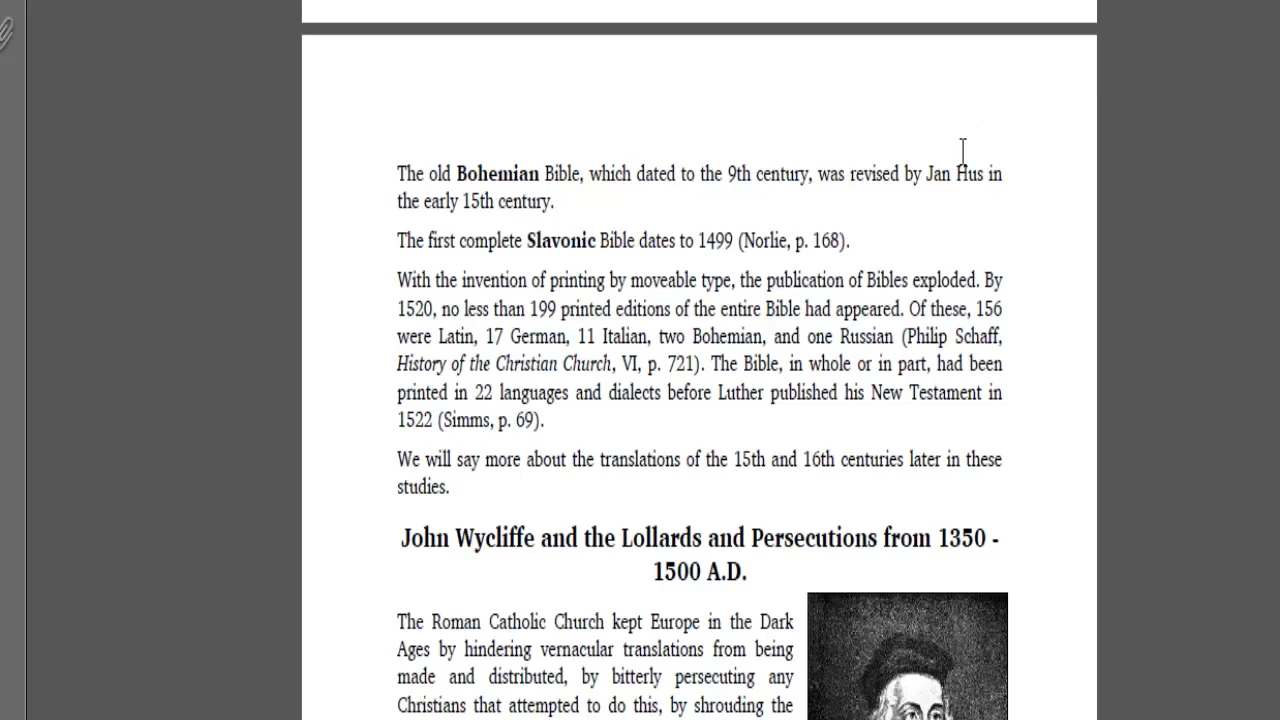 The old Bohemian Bible, which dated to the 9th century, was revised by Jan Hus in
the early 15th century.
The first complete Slavonic Bible dates to 1499 (Norlie, p. 168).
With the invention of printing by moveable type, the publication of Bibles exploded. By
1520, no less than 199 printed editions of the entire Bible had appeared. Of these, 156
were Latin, 17 German, 11 Italian, two Bohemian, and one Russian (Philip Schaff,
History of the Christian Church, VI, p. 721). The Bible, in whole or in part, had been
printed in 22 languages and dialects before Luther published his New Testament in
1522 (Simms, p. 69).
We will say more about the translations of the 15th and 16th centuries later in these
studies.
John Wycliffe and the Lollards and Persecutions from 1350 -
1500 A.D.
The Roman Catholic Church kept Europe in the Dark
Ages by hindering vernacular translations from being
made and distributed, by bitterly persecuting any
Christians that attempted to do this, by shrouding the